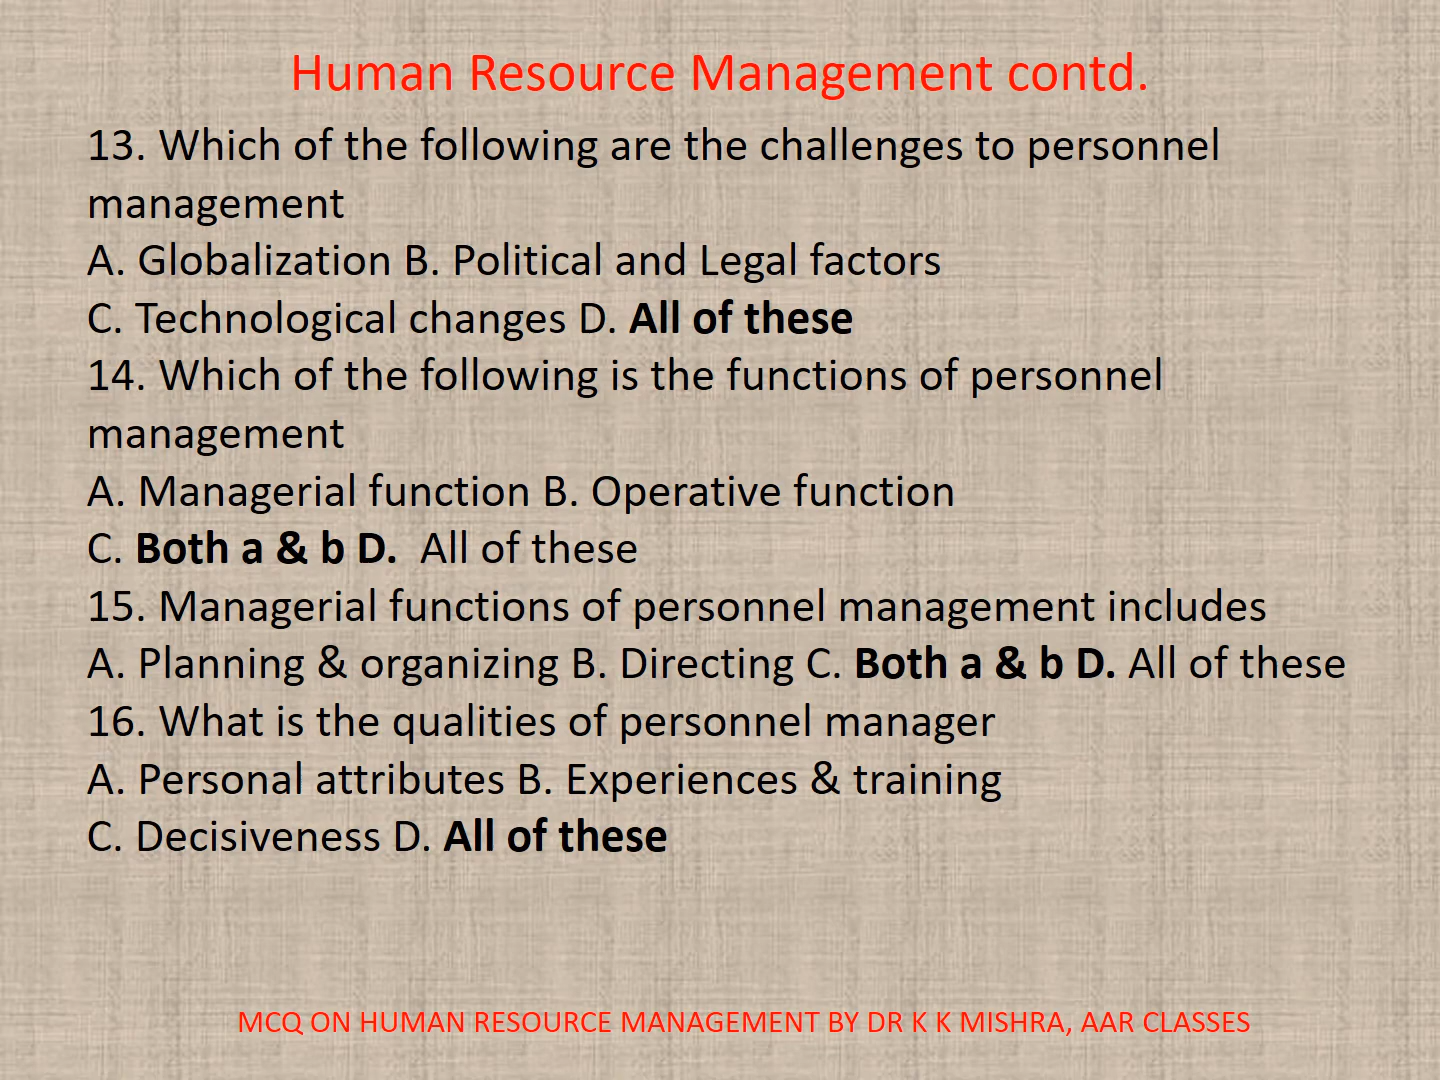 Human Resource Management contd.
13. Which of the following are the challenges to personnel
management
A. Globalization B. Political and Legal factors
C. Technological changes D. All of these
14. Which of the following is the functions of personnel
management
A. Managerial function B. Operative function
C. Both a & b D.  All of these
15. Managerial functions of personnel management includes
A. Planning & organizing B. Directing C. Both a & b D. All of these
16. What is the qualities of personnel manager
A. Personal attributes B. Experiences & training
C. Decisiveness D. All of these
MCQ ON HUMAN RESOURCE MANAGEMENT BY DR K K MISHRA, AAR CLASSES